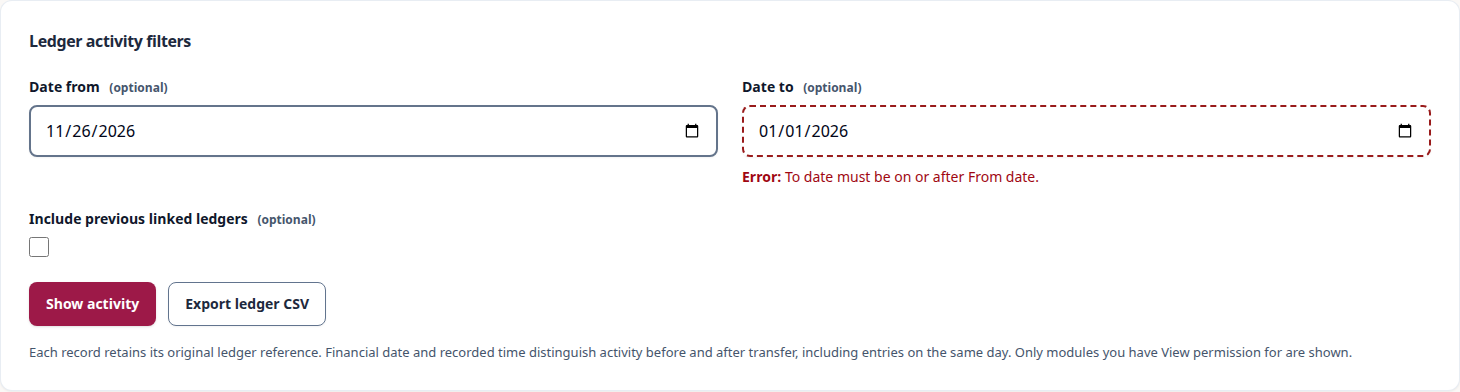 Ledger activity filters
Date from (optional)
Date to (optional)
11/26/2026
01/01/2026
Error: To date must be on or after From date.
Include previous linked ledgers (optional)
Show activity
Export ledger CSV
Each record retains its original ledger reference. Financial date and recorded time distinguish activity before and after transfer, including entries on the same day. Only modules you have View permission for are shown.